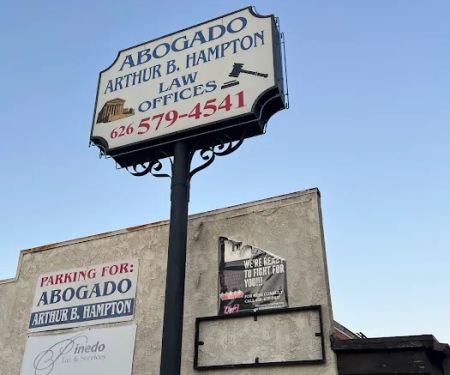 ABOGADO
ARTHUR B. HAMPTON
LAW
OFFICES
626 579-4541
PARKING FOR:
ABOGADO
ARTHUR B. HAMPTON
WE'RE READY
TO FIGHT FOR
YOU!!!
Pinedo
& Services